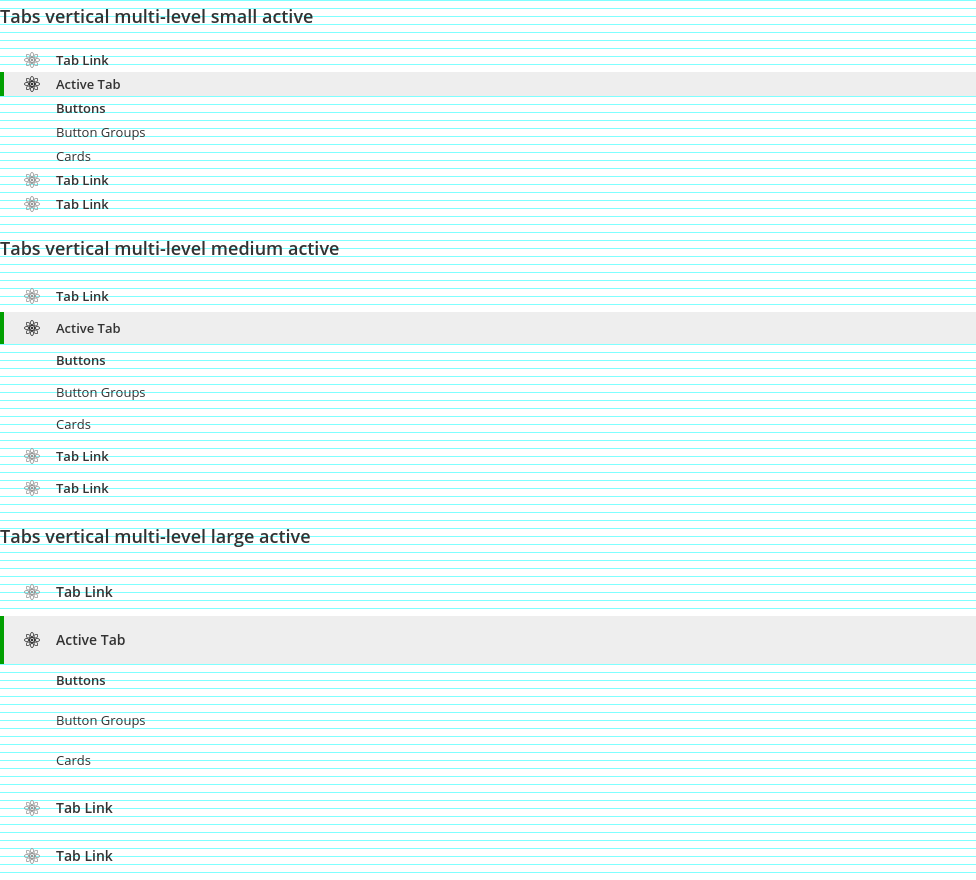 Tabs vertical multi-level small active
Tab Link
Active Tab
Buttons
Button Groups
Cards
Tab Link
Tab Link
Tabs vertical multi-level medium active
Tab Link
Active Tab
Buttons
Button Groups
Cards
Tab Link
Tab Link
Tabs vertical multi-level large active
Tab Link
Active Tab
Buttons
Button Groups
Cards
Tab Link
Tab Link